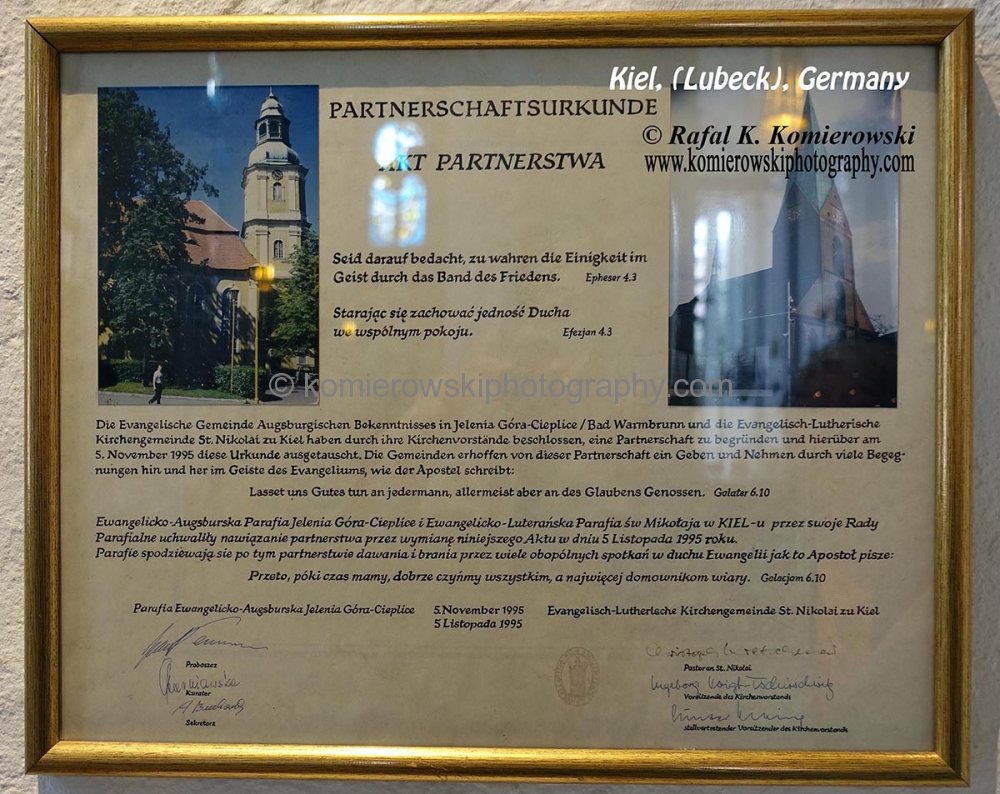 Kiel, (Lubeck), Germany
PARTNERSCHAFTSURKUNDE
© Rafal K. Komierowski
AKT PARTNERSTWA
www.komierowskiphotography.com
Seid darauf bedacht, zu wahren die Einigkeit im
Geist durch das Band des Friedens. Epheser 4.3
Starając się zachować jedność Ducha
we wspólnym pokoju. Efezjan 4.3
© komierowskiphotography.com
Die Evangelische Gemeinde Augsburgischen Bekenntnisses in Jelenia Góra-Cieplice / Bad Warmbrunn und die Evangelisch-Lutherische
Kirchengemeinde St. Nikolai zu Kiel haben durch ihre Kirchenvorstände beschlossen, eine Partnerschaft zu begründen und hierüber am
5. November 1995 diese Urkunde ausgetauscht. Die Gemeinden erhoffen von dieser Partnerschaft ein Geben und Nehmen durch viele Begeg-
nungen hin und her im Geiste des Evangeliums, wie der Apostel schreibt:
Lasset uns Gutes tun an jedermann, allermeist aber an des Glaubens Genossen. Galater 6.10
Ewangelicko-Augsburska Parafia Jelenia Góra-Cieplice i Ewangelicko-Luterańska Parafia św Mikołaja w KIEL-u przez swoje Rady
Parafialne uchwaliły nawiązanie partnerstwa przez wymianę niniejszego Aktu w dniu 5 Listopada 1995 roku.
Parafie spodziewają się po tym partnerstwie dawania i brania przez wiele obopólnych spotkań w duchu Ewangelii jak to Apostoł pisze:
Przeto, póki czas mamy, dobrze czyńmy wszystkim, a najwięcej domownikom wiary. Galacjam 6.10
Parafia Ewangelicko-Augsburska Jelenia Góra-Cieplice 5. November 1995 Evangelisch-Lutherische Kirchengemeinde St. Nikolai zu Kiel
5 Listopada 1995
Proboszcz
Pastor an St. Nikolai
Kurator
Vorsitzende des Kirchenvorstands
Sekretarz
stellvertretender Vorsitzender des Kirchenvorstands